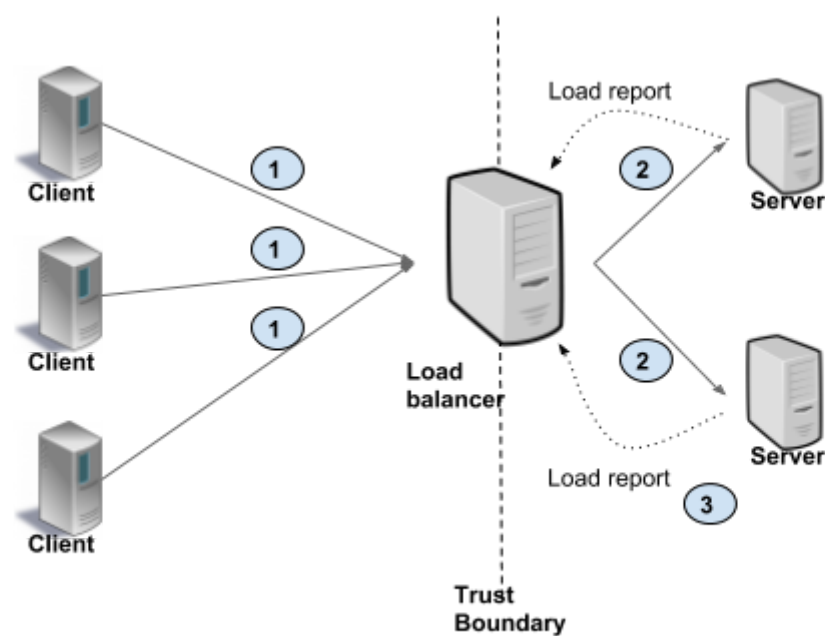 Load report
1
2
Client
Server
1
Client
1
2
Load
balancer
Server
Load report
3
Client
Trust
Boundary